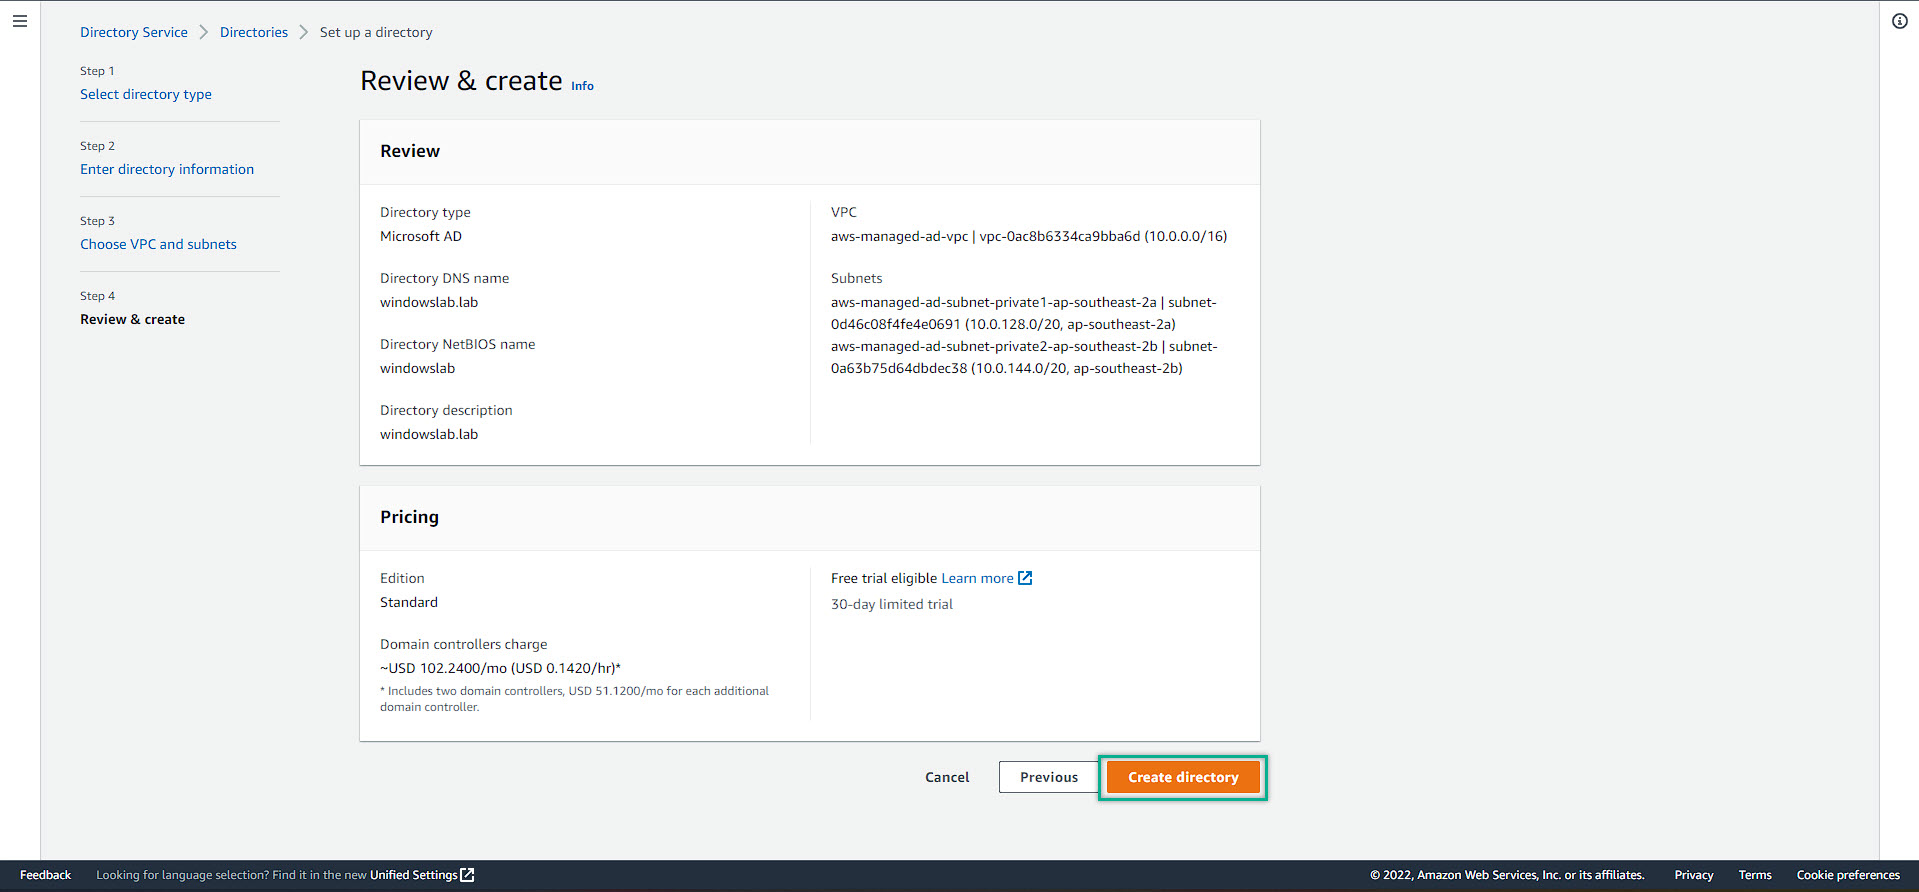 Directory Service > Directories > Set up a directory
Step 1
Select directory type
Step 2
Enter directory information
Step 3
Choose VPC and subnets
Step 4
Review & create
Review & create Info
Review
Directory type
Microsoft AD
Directory DNS name
windowslab.lab
Directory NetBIOS name
windowslab
Directory description
windowslab.lab
VPC
aws-managed-ad-vpc | vpc-0ac8b6334ca9bba6d (10.0.0.0/16)
Subnets
aws-managed-ad-subnet-private1-ap-southeast-2a | subnet-
0d46c08f4fe4e0691 (10.0.128.0/20, ap-southeast-2a)
aws-managed-ad-subnet-private2-ap-southeast-2b | subnet-
0a63b75d64dbdec38 (10.0.144.0/20, ap-southeast-2b)
Pricing
Edition
Standard
Domain controllers charge
~USD 102.2400/mo (USD 0.1420/hr)*
* Includes two domain controllers, USD 51.1200/mo for each additional
domain controller.
Free trial eligible Learn more
30-day limited trial
Cancel
Previous
Create directory
Feedback
Looking for language selection? Find it in the new Unified Settings
© 2022, Amazon Web Services, Inc. or its affiliates.
Privacy
Terms
Cookie preferences